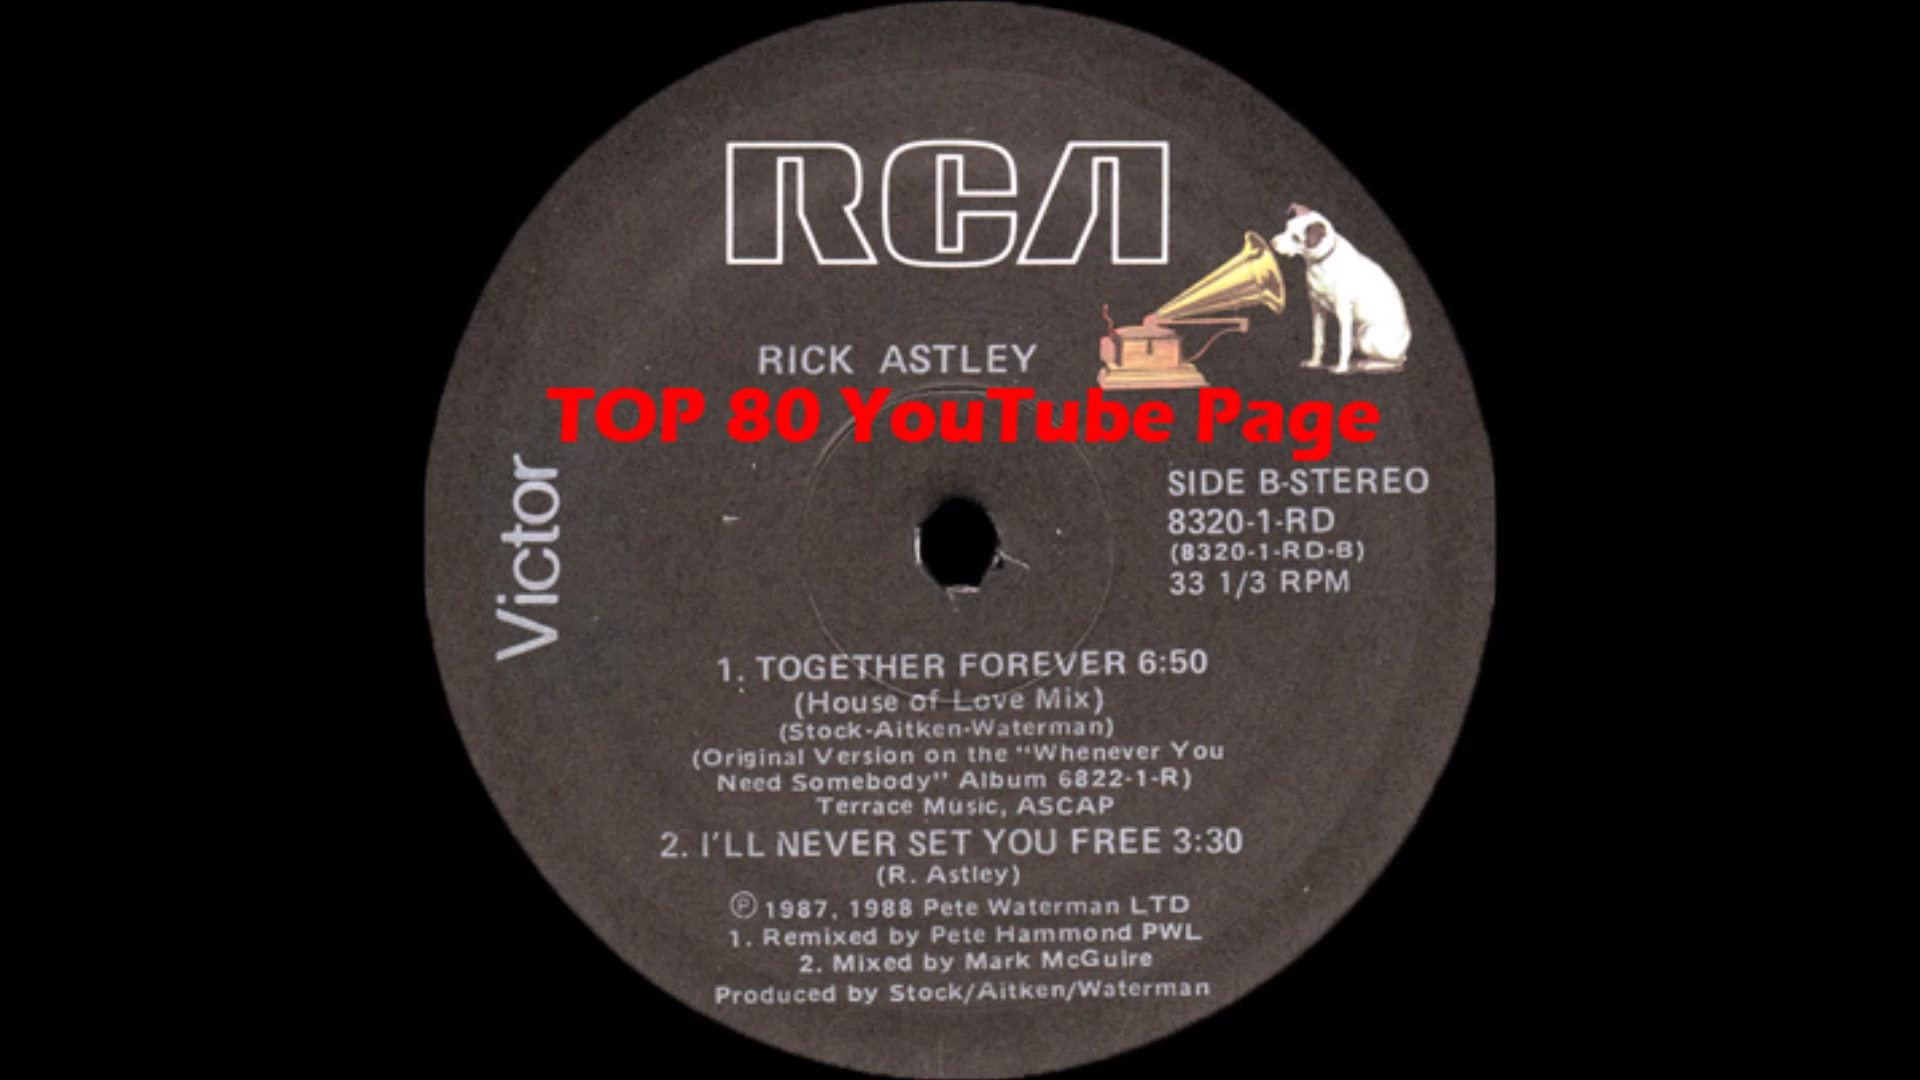 RCA
RICK ASTLEY
TOP 80 YouTube Page
Victor
SIDE B-STEREO
8320-1-RD
(8320-1-RD-B)
33 1/3 RPM
1. TOGETHER FOREVER 6:50
(House of Love Mix)
(Stock-Aitken-Waterman)
(Original Version on the "Whenever You
Need Somebody" Album 6822-1-R)
Terrace Music, ASCAP
2. I'LL NEVER SET YOU FREE 3:30
(R. Astley)
Ⓟ 1987, 1988 Pete Waterman LTD
1. Remixed by Pete Hammond PWL
2. Mixed by Mark McGuire
Produced by Stock/Aitken/Waterman